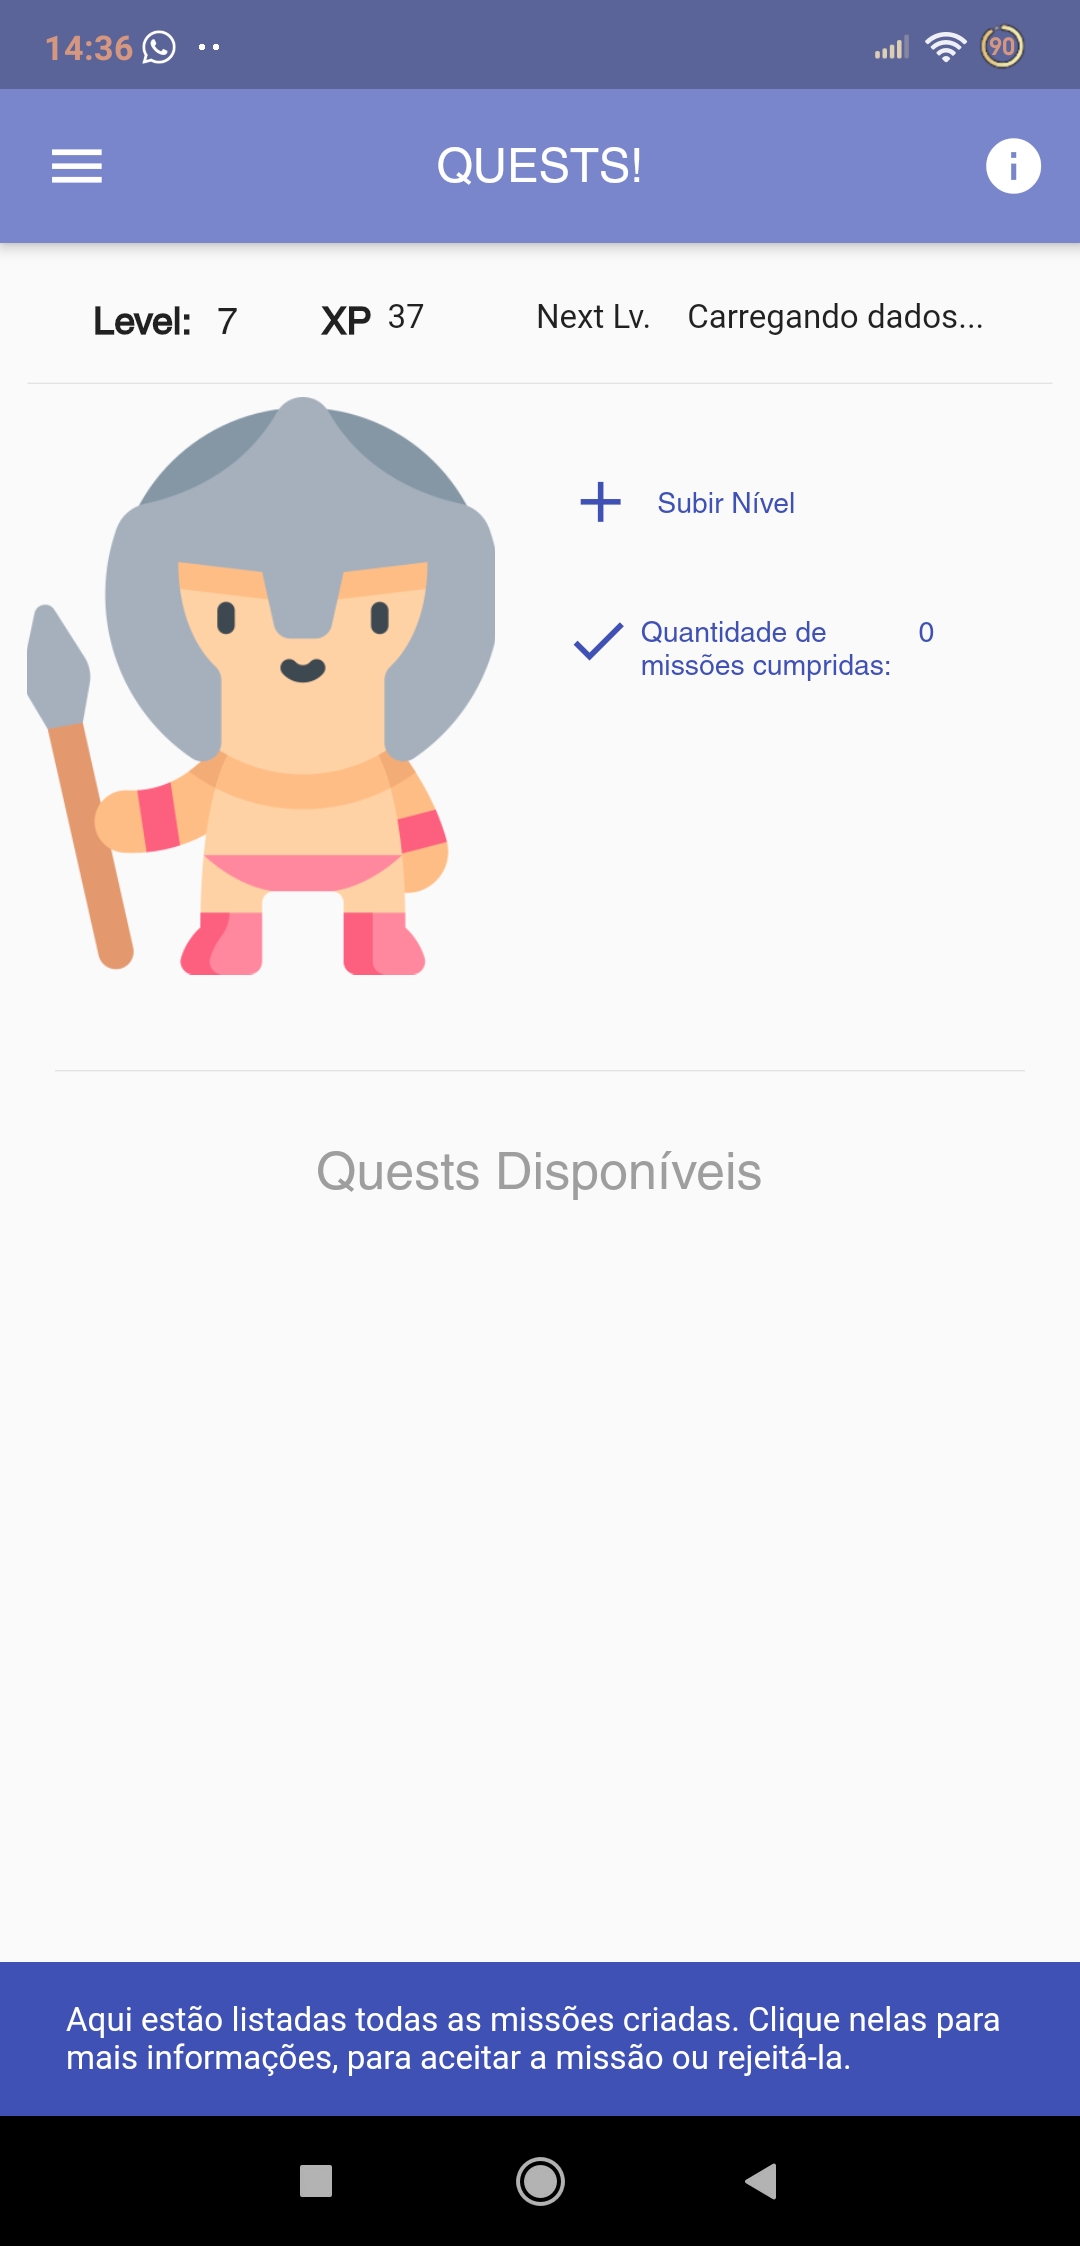 14:36
90
QUESTS!
Level: 7 XP 37 Next Lv. Carregando dados...
Subir Nível
Quantidade de 0
missões cumpridas:
Quests Disponíveis
Aqui estão listadas todas as missões criadas. Clique nelas para
mais informações, para aceitar a missão ou rejeitá-la.